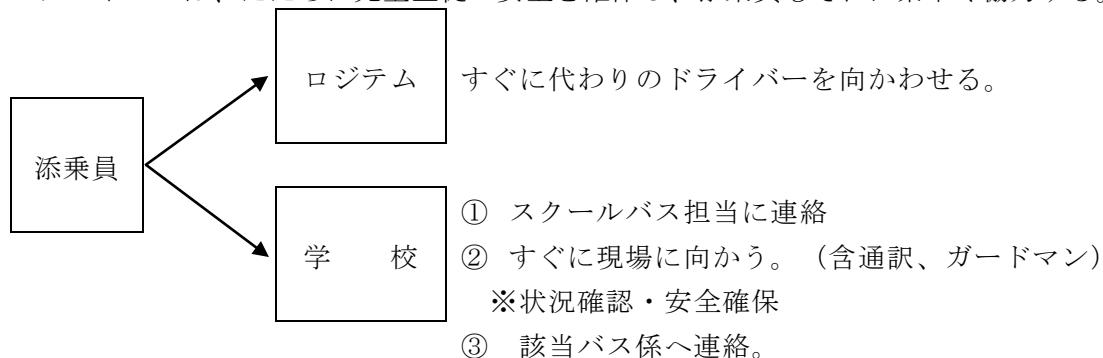 ロジテム すぐに代わりのドライバーを向かわせる。
添乗員
① スクールバス担当に連絡
学 校 ② すぐに現場に向かう。(含通訳、ガードマン)
※状況確認・安全確保
③ 該当バス係へ連絡。